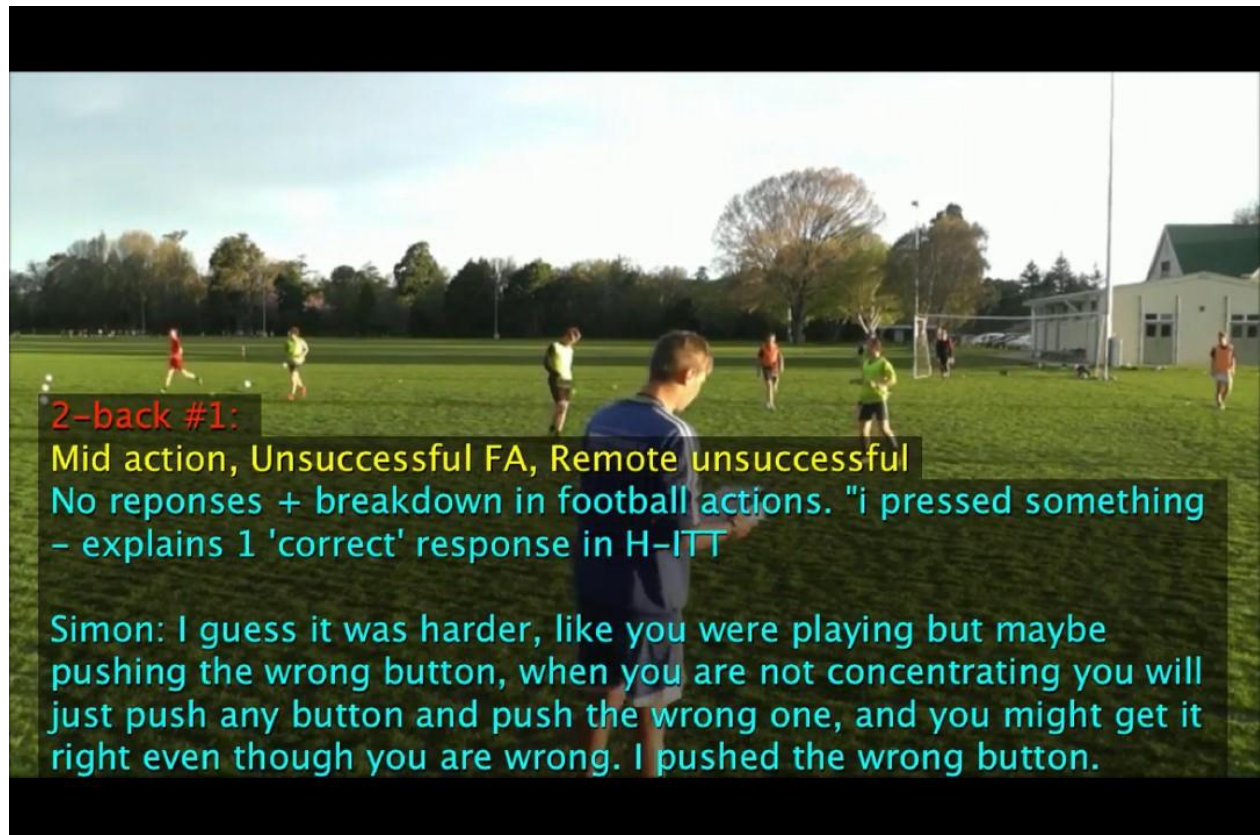 2-back #1:
Mid action, Unsuccessful FA, Remote unsuccessful
No reponses + breakdown in football actions. "i pressed something
- explains 1 'correct' response in H-ITT
Simon: I guess it was harder, like you were playing but maybe
pushing the wrong button, when you are not concentrating you will
just push any button and push the wrong one, and you might get it
right even though you are wrong. I pushed the wrong button.